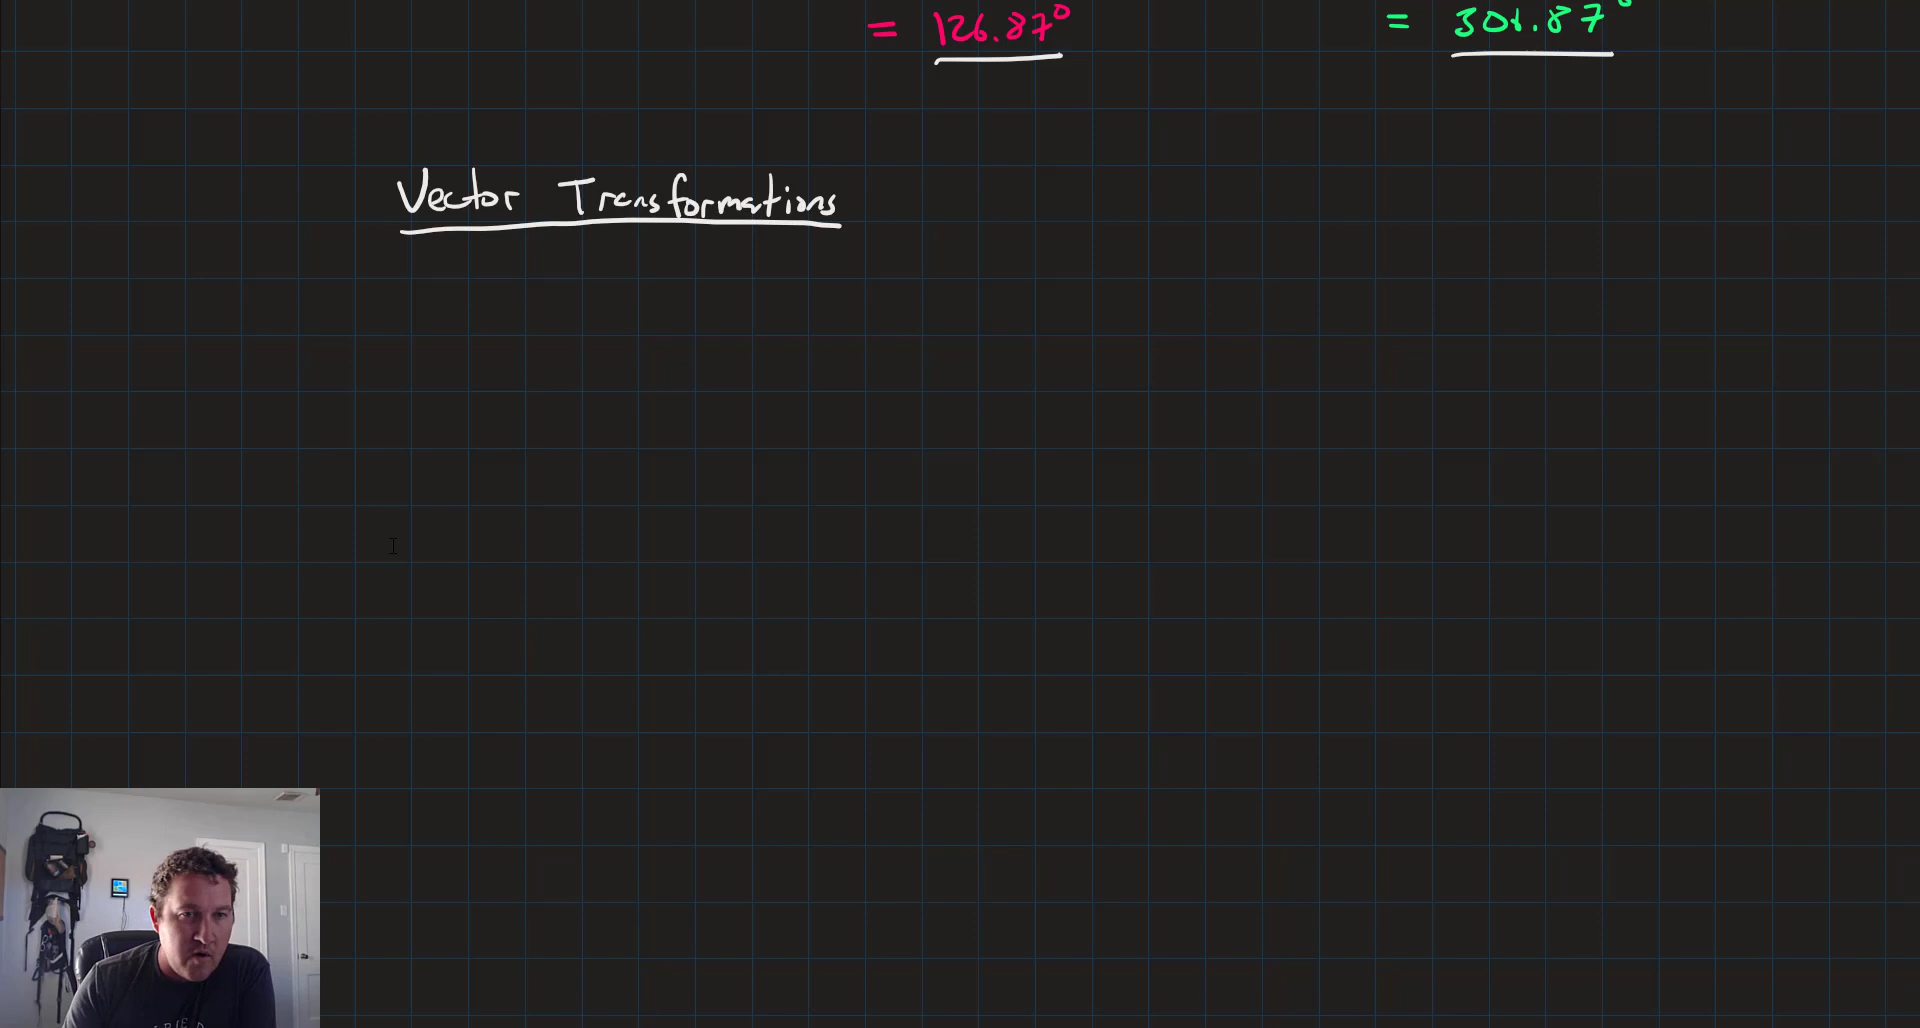 = 126.87°
= 301.87°
Vector Transformations